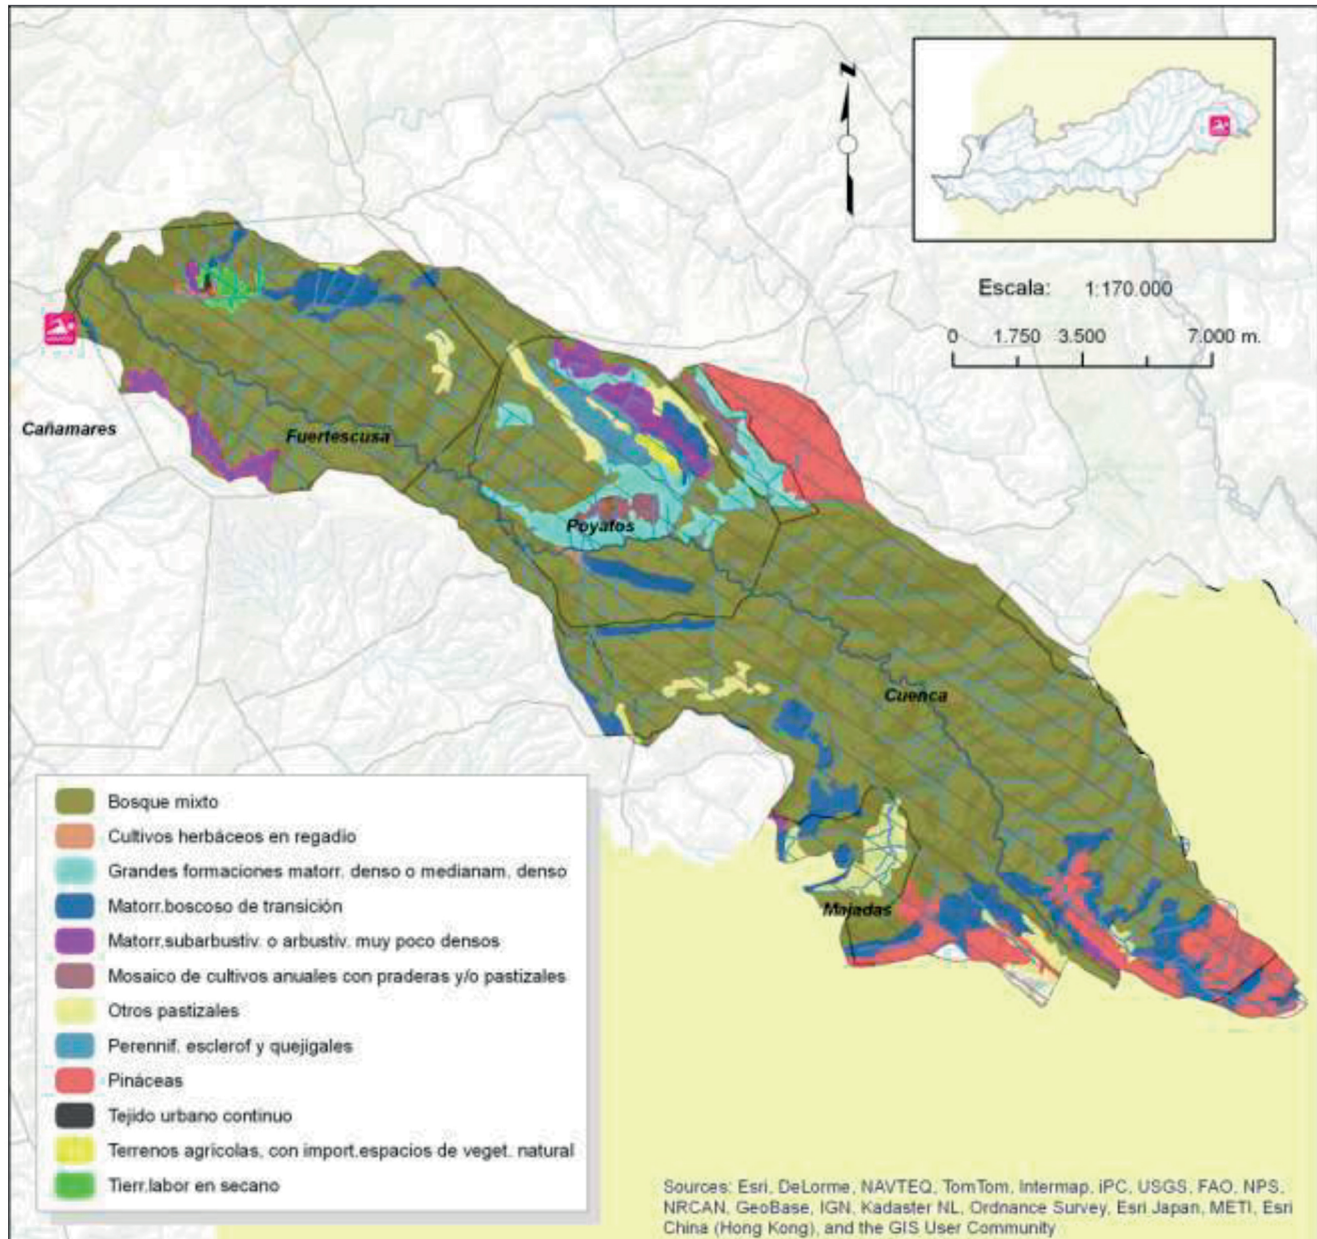 N
Escala: 1:170.000
0 1.750 3.500 7.000 m.
Cañamares
Fuertescusa
Poyatos
Cuenca
Majadas
Bosque mixto
Cultivos herbáceos en regadio
Grandes formaciones matorr. denso o medianam. denso
Matorr.boscoso de transición
Matorr.subarbustiv. o arbustiv. muy poco densos
Mosaico de cultivos anuales con praderas y/o pastizales
Otros pastizales
Perennif. esclerof y quejigales
Pináceas
Tejido urbano continuo
Terrenos agrícolas, con import.espacios de veget. natural
Tierr.labor en secano
Sources: Esri, DeLorme, NAVTEQ, TomTom, Intermap, iPC, USGS, FAO, NPS,
NRCAN, GeoBase, IGN, Kadaster NL, Ordnance Survey, Esri Japan, METI, Esri
China (Hong Kong), and the GIS User Community